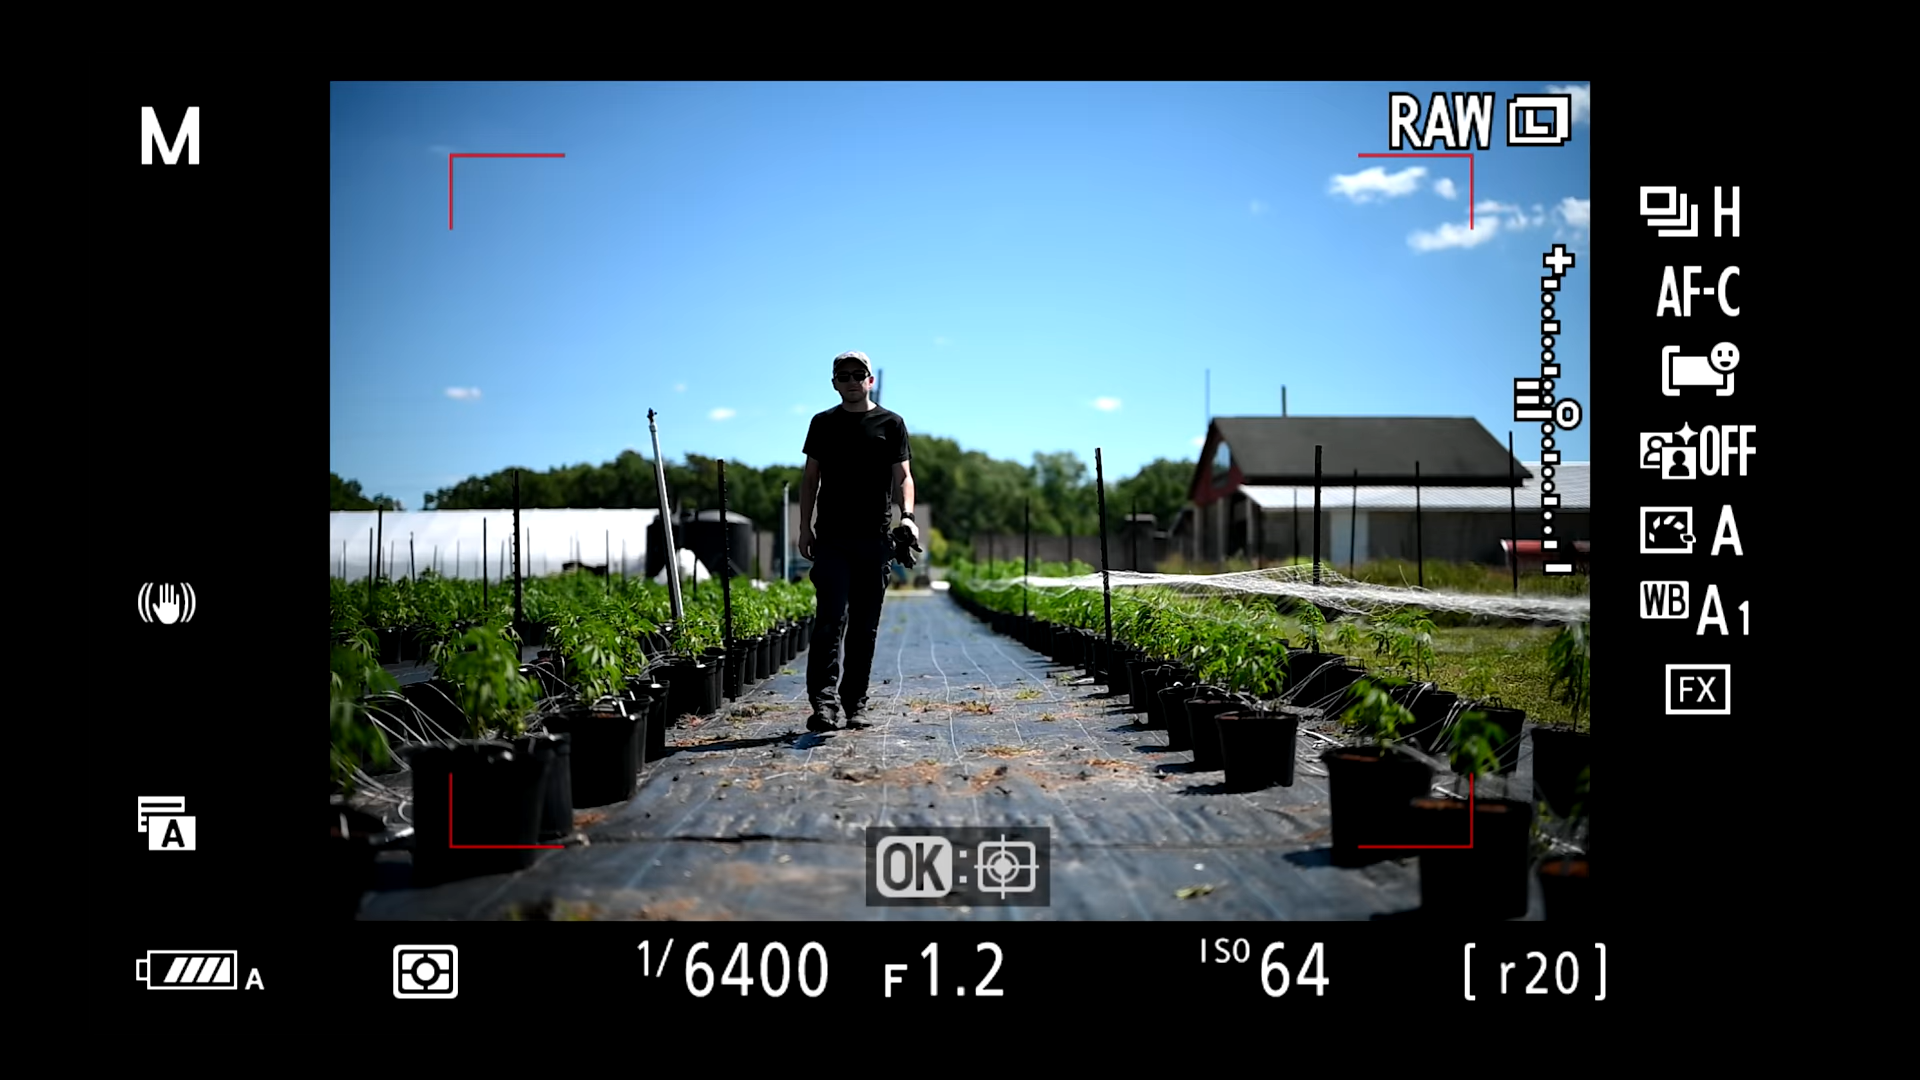 M
RAW L
H
AF-C
OFF
A
WB A1
FX
A
OK:
A
1/6400 F1.2 ISO 64 [r20]